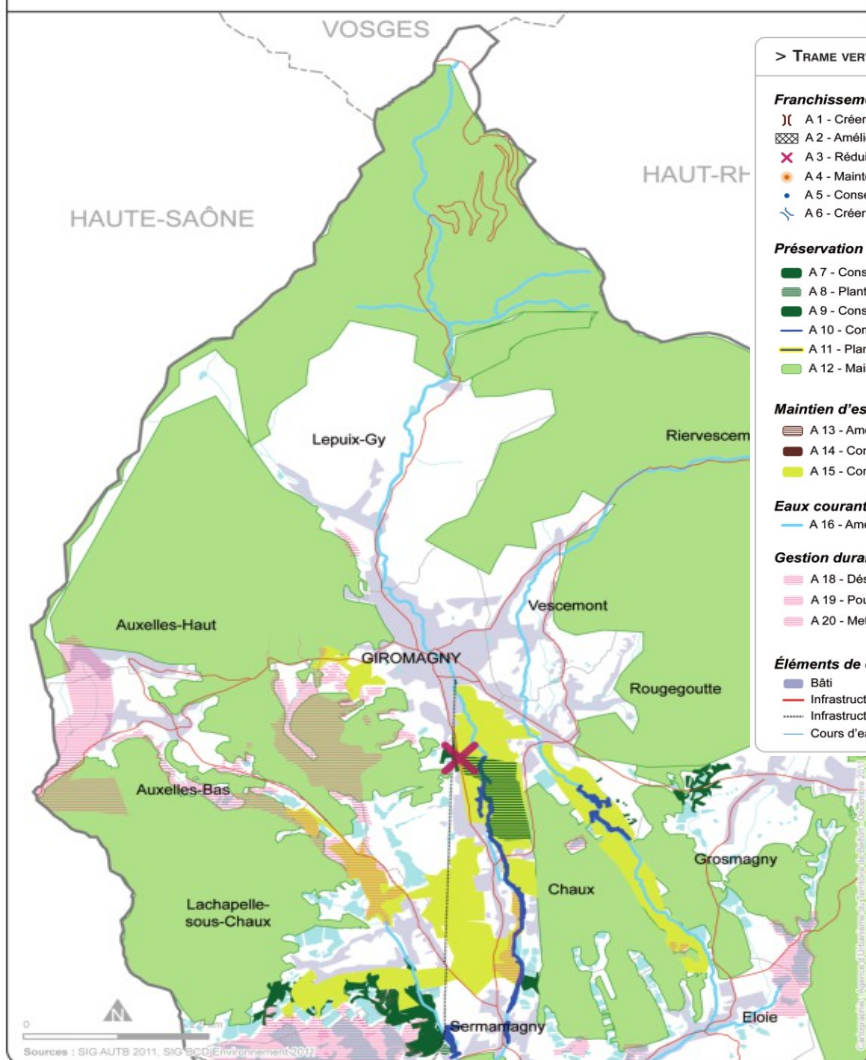 VOSGES
HAUT-RH
HAUTE-SAÔNE
Lepuix-Gy
Riervescem
Auxelles-Haut
Vescemont
GIROMAGNY
Rougegoutte
Auxelles-Bas
Grosmagny
Chaux
Lachapelle-
sous-Chaux
Sermamagny
Eloie
N
0
Sources : SIG AUTB 2011, SIG BCD Environnement 2011
> TRAME VER
Franchissem
A 1 - Créer
A 2 - Amélie
A 3 - Rédui
A 4 - Mainte
A 5 - Conse
A 6 - Créer
Préservation
A 7 - Cons
A 8 - Plant
A 9 - Cons
A 10 - Con
A 11 - Plan
A 12 - Mai
Maintien d'es
A 13 - Amé
A 14 - Con
A 15 - Con
Eaux courant
A 16 - Amé
Gestion dura
A 18 - Dés
A 19 - Pou
A 20 - Met
Éléments de
Bâti
Infrastruct
Infrastruct
Cours d'ea